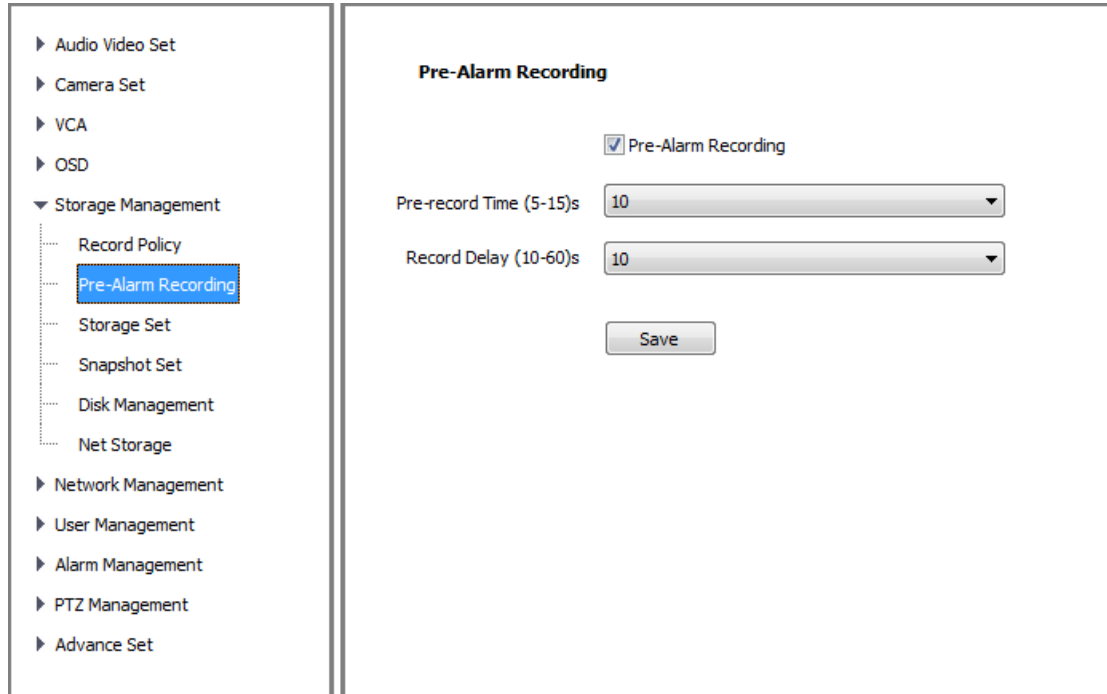 Audio Video Set
Camera Set
VCA
OSD
Storage Management
Record Policy
Pre-Alarm Recording
Storage Set
Snapshot Set
Disk Management
Net Storage
Network Management
User Management
Alarm Management
PTZ Management
Advance Set
Pre-Alarm Recording
Pre-Alarm Recording
Pre-record Time (5-15)s 10
Record Delay (10-60)s 10
Save